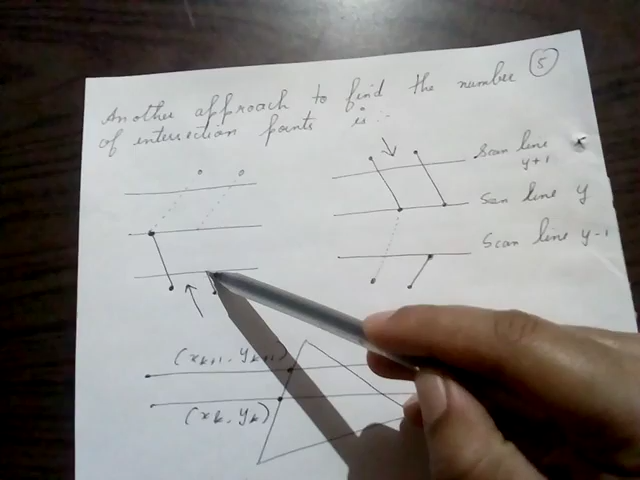 Another approach to find the number
of intersection points is :-
5
Scan line
y+1
Scan line y
Scan line y-1
(xk+1, yk+1)
(xk, yk)